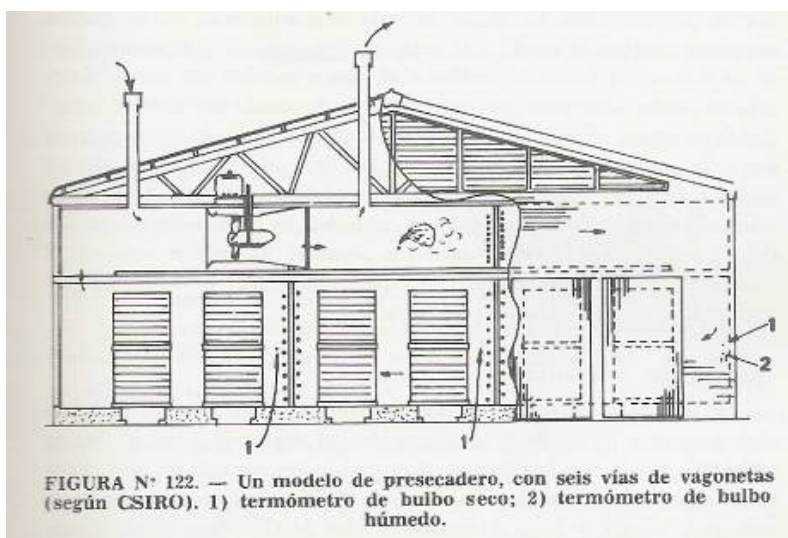 1
2
1
1
FIGURA Nº 122. — Un modelo de presecadero, con seis vías de vagonetas
(según CSIRO). 1) termómetro de bulbo seco; 2) termómetro de bulbo
húmedo.